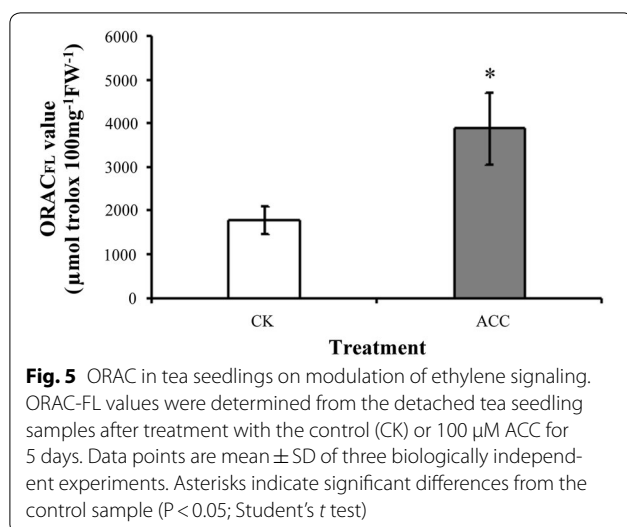 6000
5000
4000
3000
2000
1000
0
ORACFL value
(µmol trolox 100mg-1FW-1)
*
CK
ACC
Treatment
Fig. 5 ORAC in tea seedlings on modulation of ethylene signaling.
ORAC-FL values were determined from the detached tea seedling
samples after treatment with the control (CK) or 100 µM ACC for
5 days. Data points are mean ± SD of three biologically independ-
ent experiments. Asterisks indicate significant differences from the
control sample (P < 0.05; Student's t test)